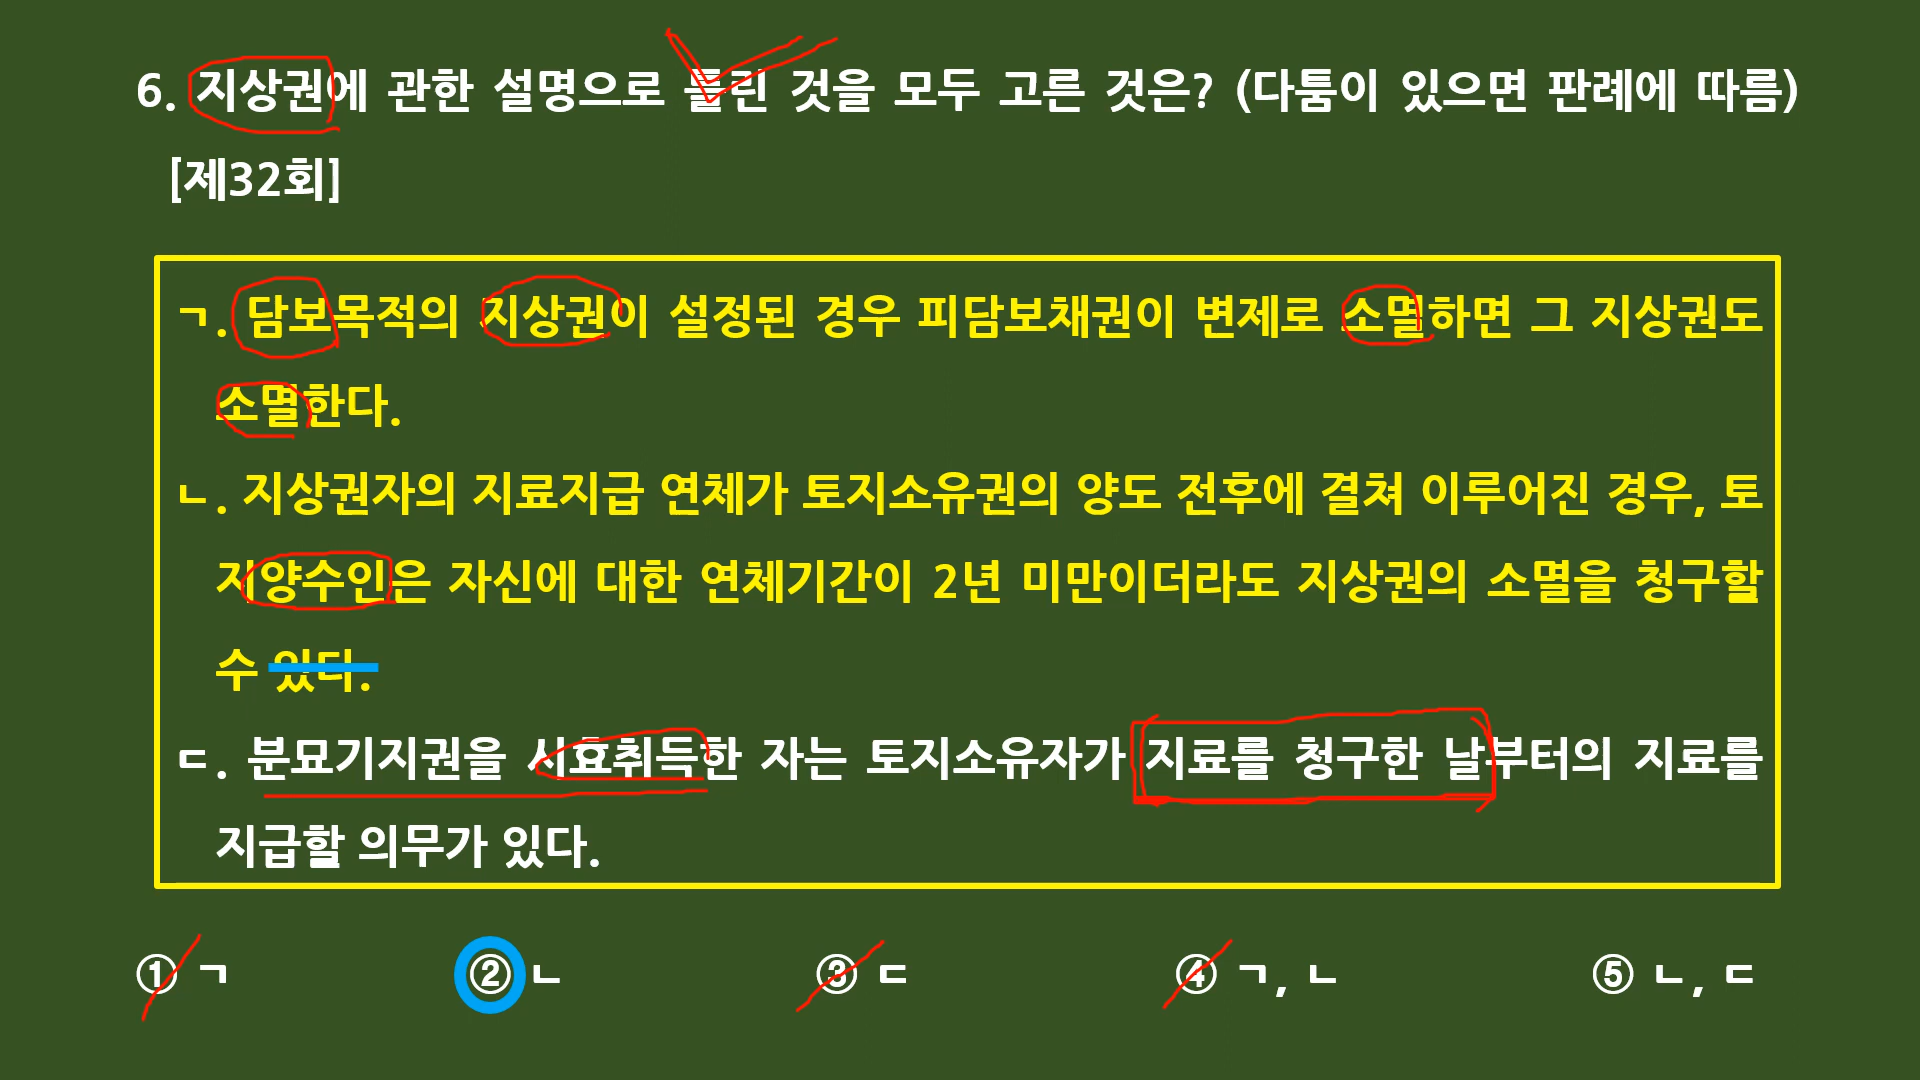 6. 지상권에 관한 설명으로 틀린 것을 모두 고른 것은? (다툼이 있으면 판례에 따름)
[제32회]
ㄱ. 담보목적의 지상권이 설정된 경우 피담보채권이 변제로 소멸하면 그 지상권도
소멸한다.
ㄴ. 지상권자의 지료지급 연체가 토지소유권의 양도 전후에 걸쳐 이루어진 경우, 토
지양수인은 자신에 대한 연체기간이 2년 미만이더라도 지상권의 소멸을 청구할
수 있다.
ㄷ. 분묘기지권을 시효취득한 자는 토지소유자가 지료를 청구한 날부터의 지료를
지급할 의무가 있다.
① ㄱ ② ㄴ ③ ㄷ ④ ㄱ, ㄴ ⑤ ㄴ, ㄷ